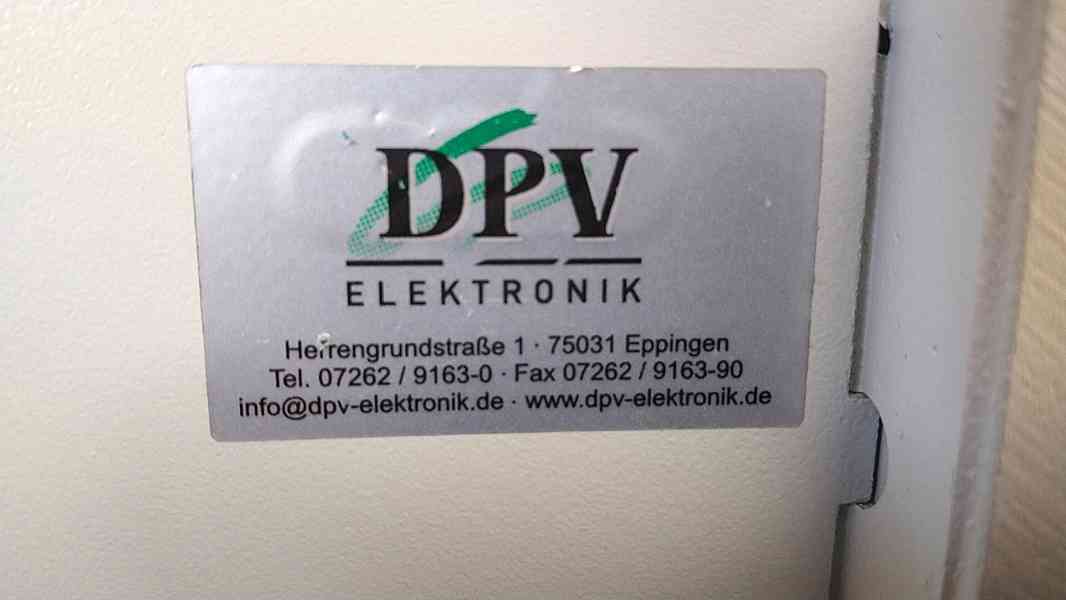 DPV
ELEKTRONIK
Herrengrundstraße 1 · 75031 Eppingen
Tel. 07262 / 9163-0 · Fax 07262 / 9163-90
info@dpv-elektronik.de · www.dpv-elektronik.de